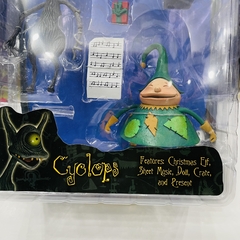 Cyclops
Features: Christmas Elf,
Sheet Music, Doll, Crate,
and Present